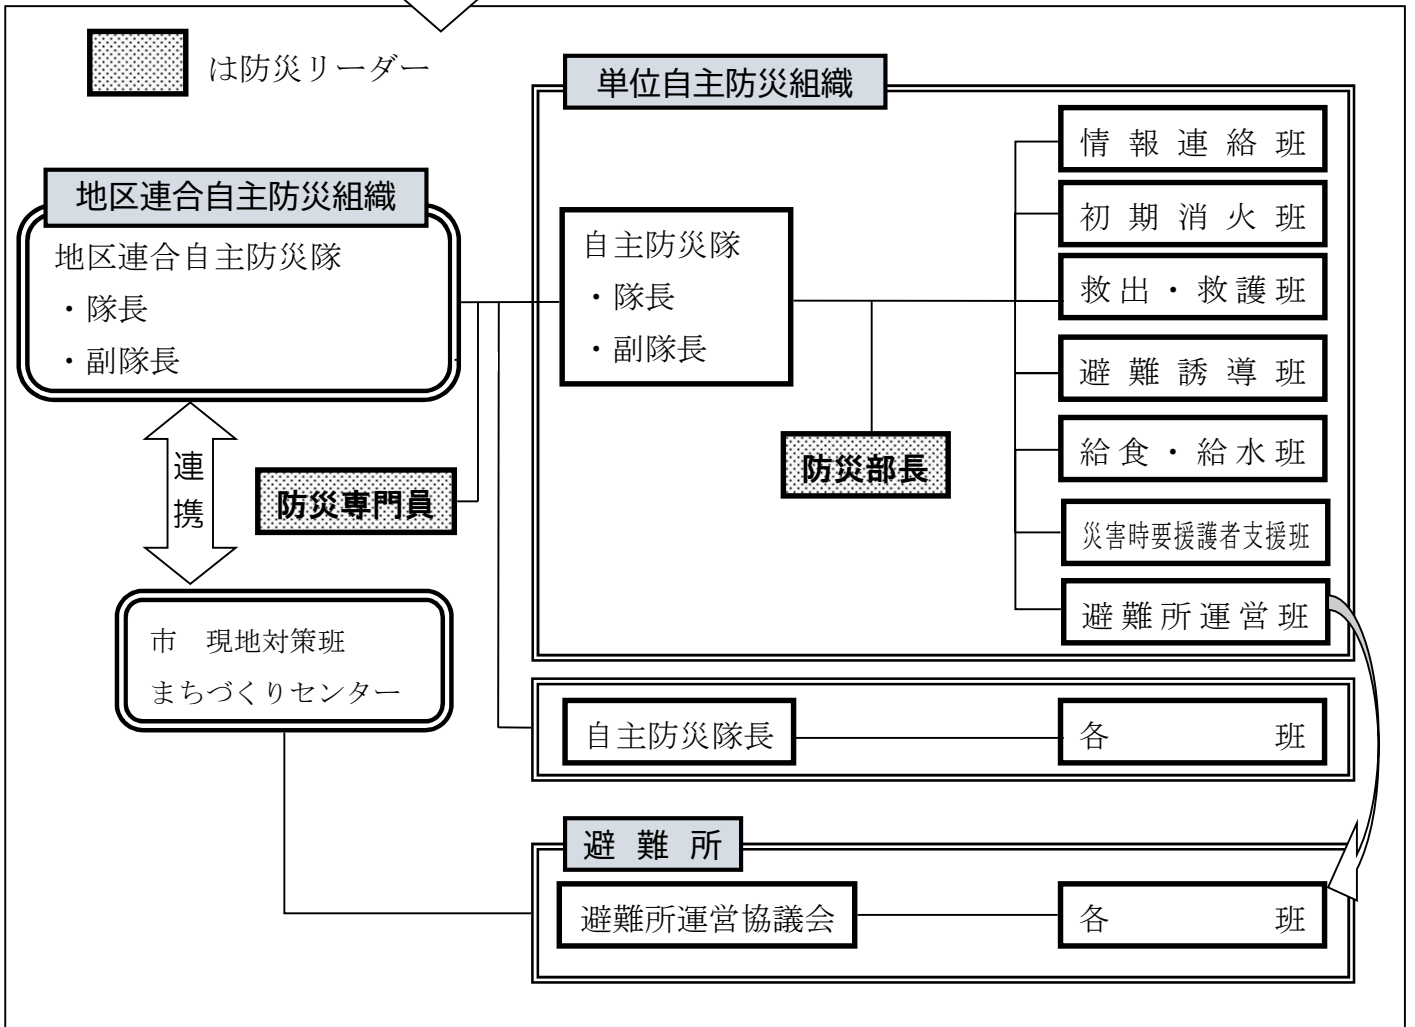 は防災リーダー
単位自主防災組織
情報連絡班
初期消火班
救出・救護班
避難誘導班
給食・給水班
災害時要援護者支援班
避難所運営班
地区連合自主防災組織
地区連合自主防災隊
・隊長
・副隊長
自主防災隊
・隊長
・副隊長
防災部長
連携
防災専門員
市　現地対策班
まちづくりセンター
自主防災隊長
各　班
避難所
避難所運営協議会
各　班